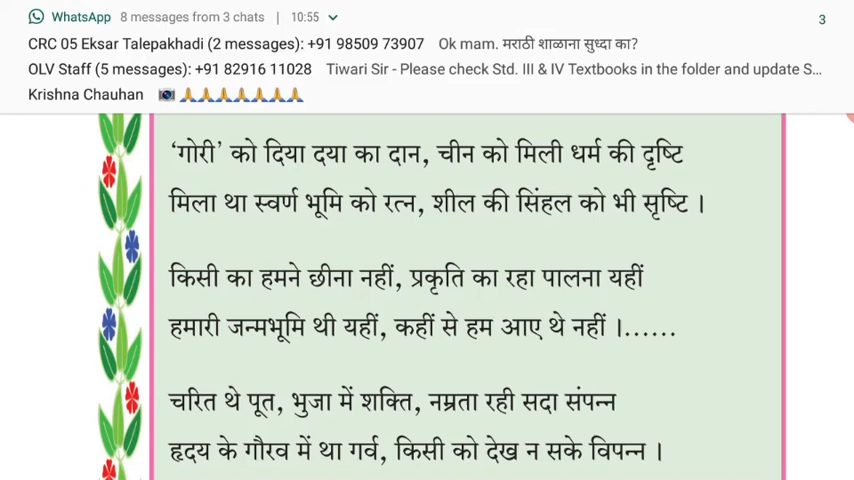 WhatsApp 8 messages from 3 chats | 10:55
3
CRC 05 Eksar Talepakhadi (2 messages): +91 98509 73907 Ok mam. मराठी शाळाना सुध्दा का?
OLV Staff (5 messages): +91 82916 11028 Tiwari Sir - Please check Std. III & IV Textbooks in the folder and update S...
Krishna Chauhan 📷🙏🙏🙏🙏🙏🙏🙏
‘गोरी’ को दिया दया का दान, चीन को मिली धर्म की दृष्टि
मिला था स्वर्ण भूमि को रत्न, शील की सिंहल को भी सृष्टि ।
किसी का हमने छीना नहीं, प्रकृति का रहा पालना यहीं
हमारी जन्मभूमि थी यहीं, कहीं से हम आए थे नहीं ।......
चरित थे पूत, भुजा में शक्ति, नम्रता रही सदा संपन्न
हृदय के गौरव में था गर्व, किसी को देख न सके विपन्न ।